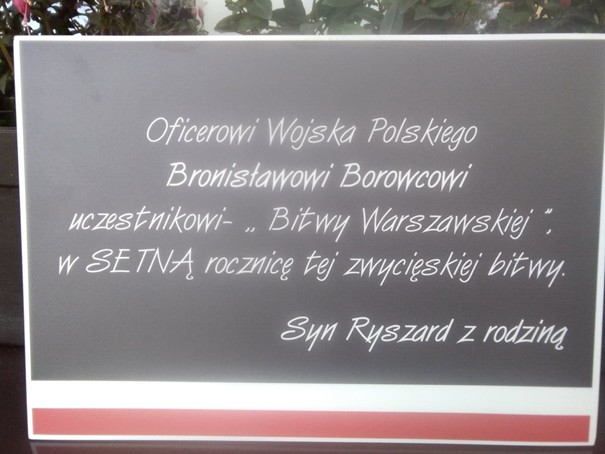 Oficerowi Wojska Polskiego
Bronisławowi Borowcowi
uczestnikowi- „ Bitwy Warszawskiej ”,
w SETNĄ rocznicę tej zwycięskiej bitwy.
Syn Ryszard z rodziną